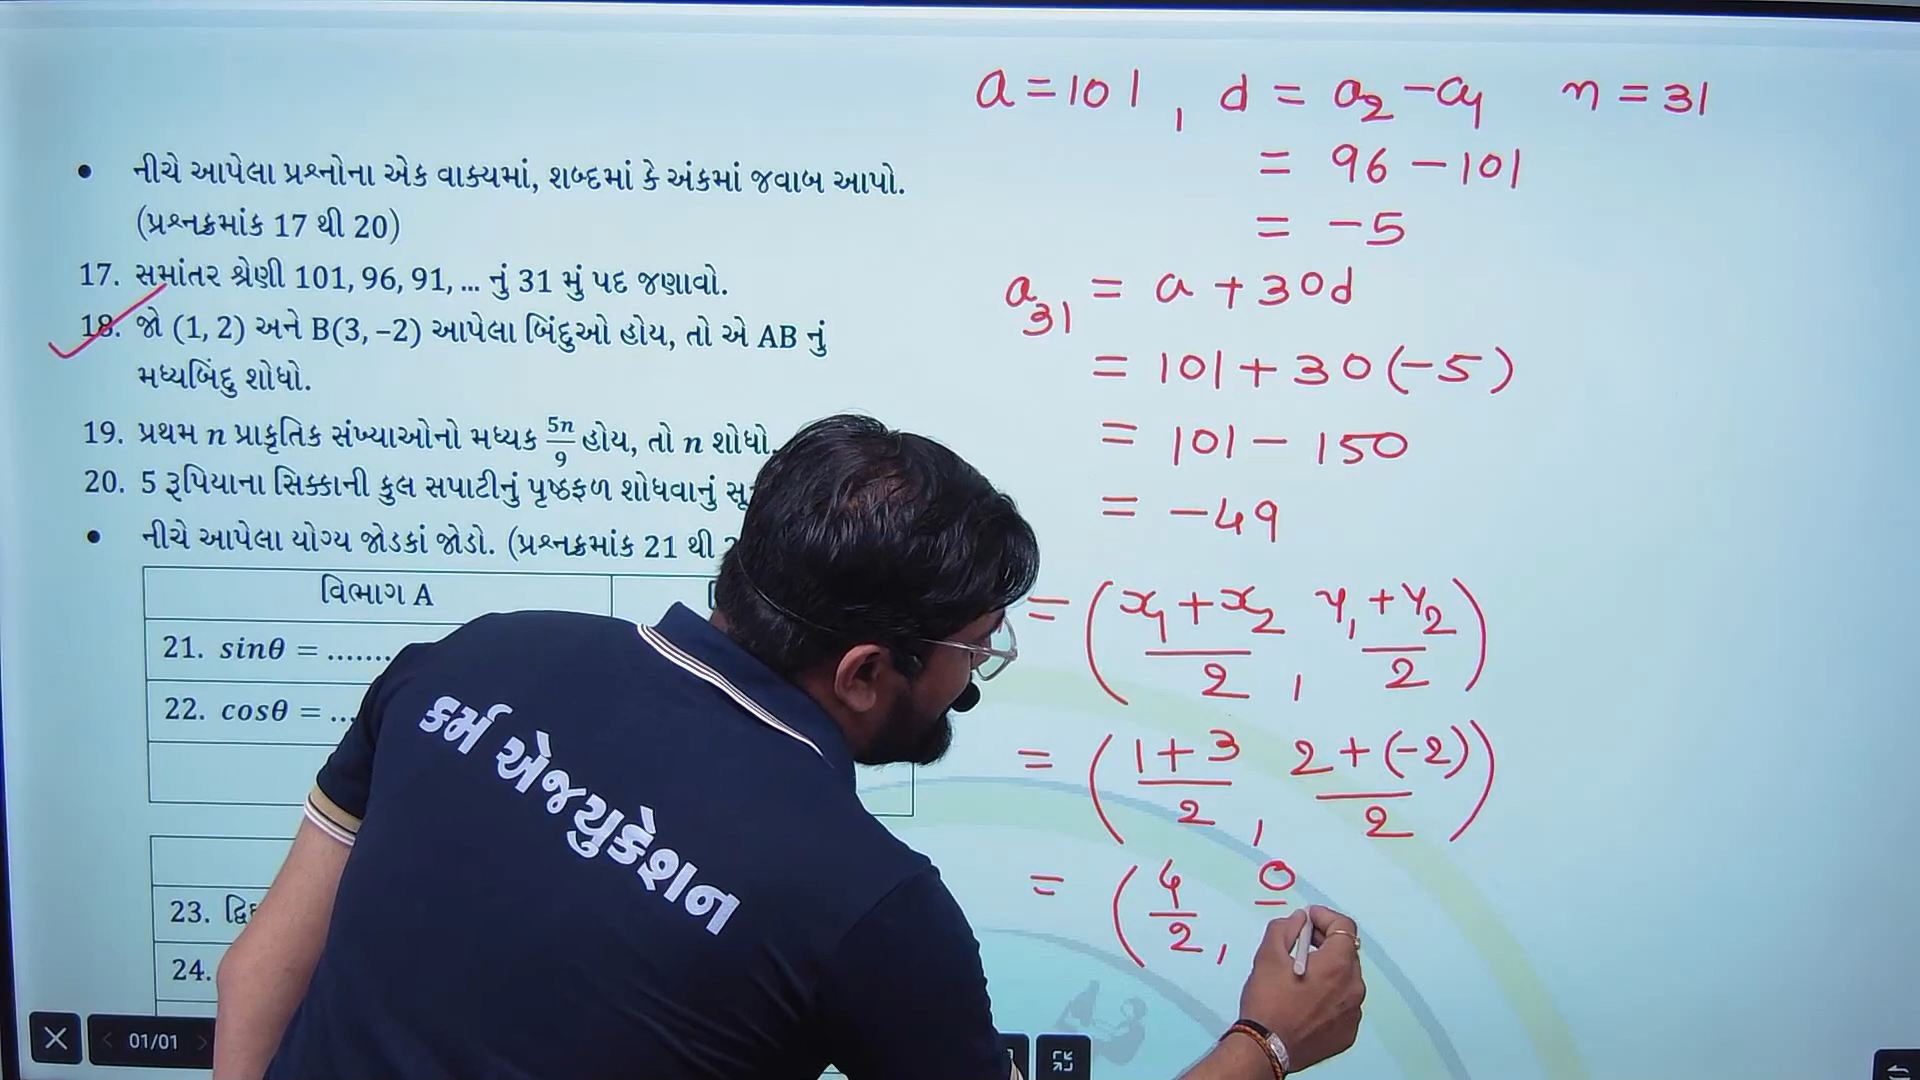 • નીચે આપેલા પ્રશ્નોના એક વાક્યમાં, શબ્દમાં કે અંકમાં જવાબ આપો.
(પ્રશ્નક્રમાંક 17 થી 20)
17. સમાંતર શ્રેણી 101, 96, 91, ... નું 31 મું પદ જણાવો.
18. જો (1, 2) અને B(3, –2) આપેલા બિંદુઓ હોય, તો એ AB નું
મધ્યબિંદુ શોધો.
19. પ્રથમ n પ્રાકૃતિક સંખ્યાઓનો મધ્યક 5n/9 હોય, તો n શોધો.
20. 5 રૂપિયાના સિક્કાની કુલ સપાટીનું પૃષ્ઠફળ શોધવાનું
• નીચે આપેલા યોગ્ય જોડકાં જોડો. (પ્રશ્નક્રમાંક 21 થી
વિભાગ A
21. sinθ = .......
22. cosθ = ...
23.
24.
01/01
કર્મ એજ્યુકેશન
a = 101, d = a₂ - a₁ n = 31
= 96 - 101
= -5
a₃₁ = a + 30d
= 101 + 30(-5)
= 101 - 150
= -49
= (x₁ + x₂/2, y₁ + y₂/2)
= (1 + 3/2, 2 + (-2)/2)
= (4/2, 0